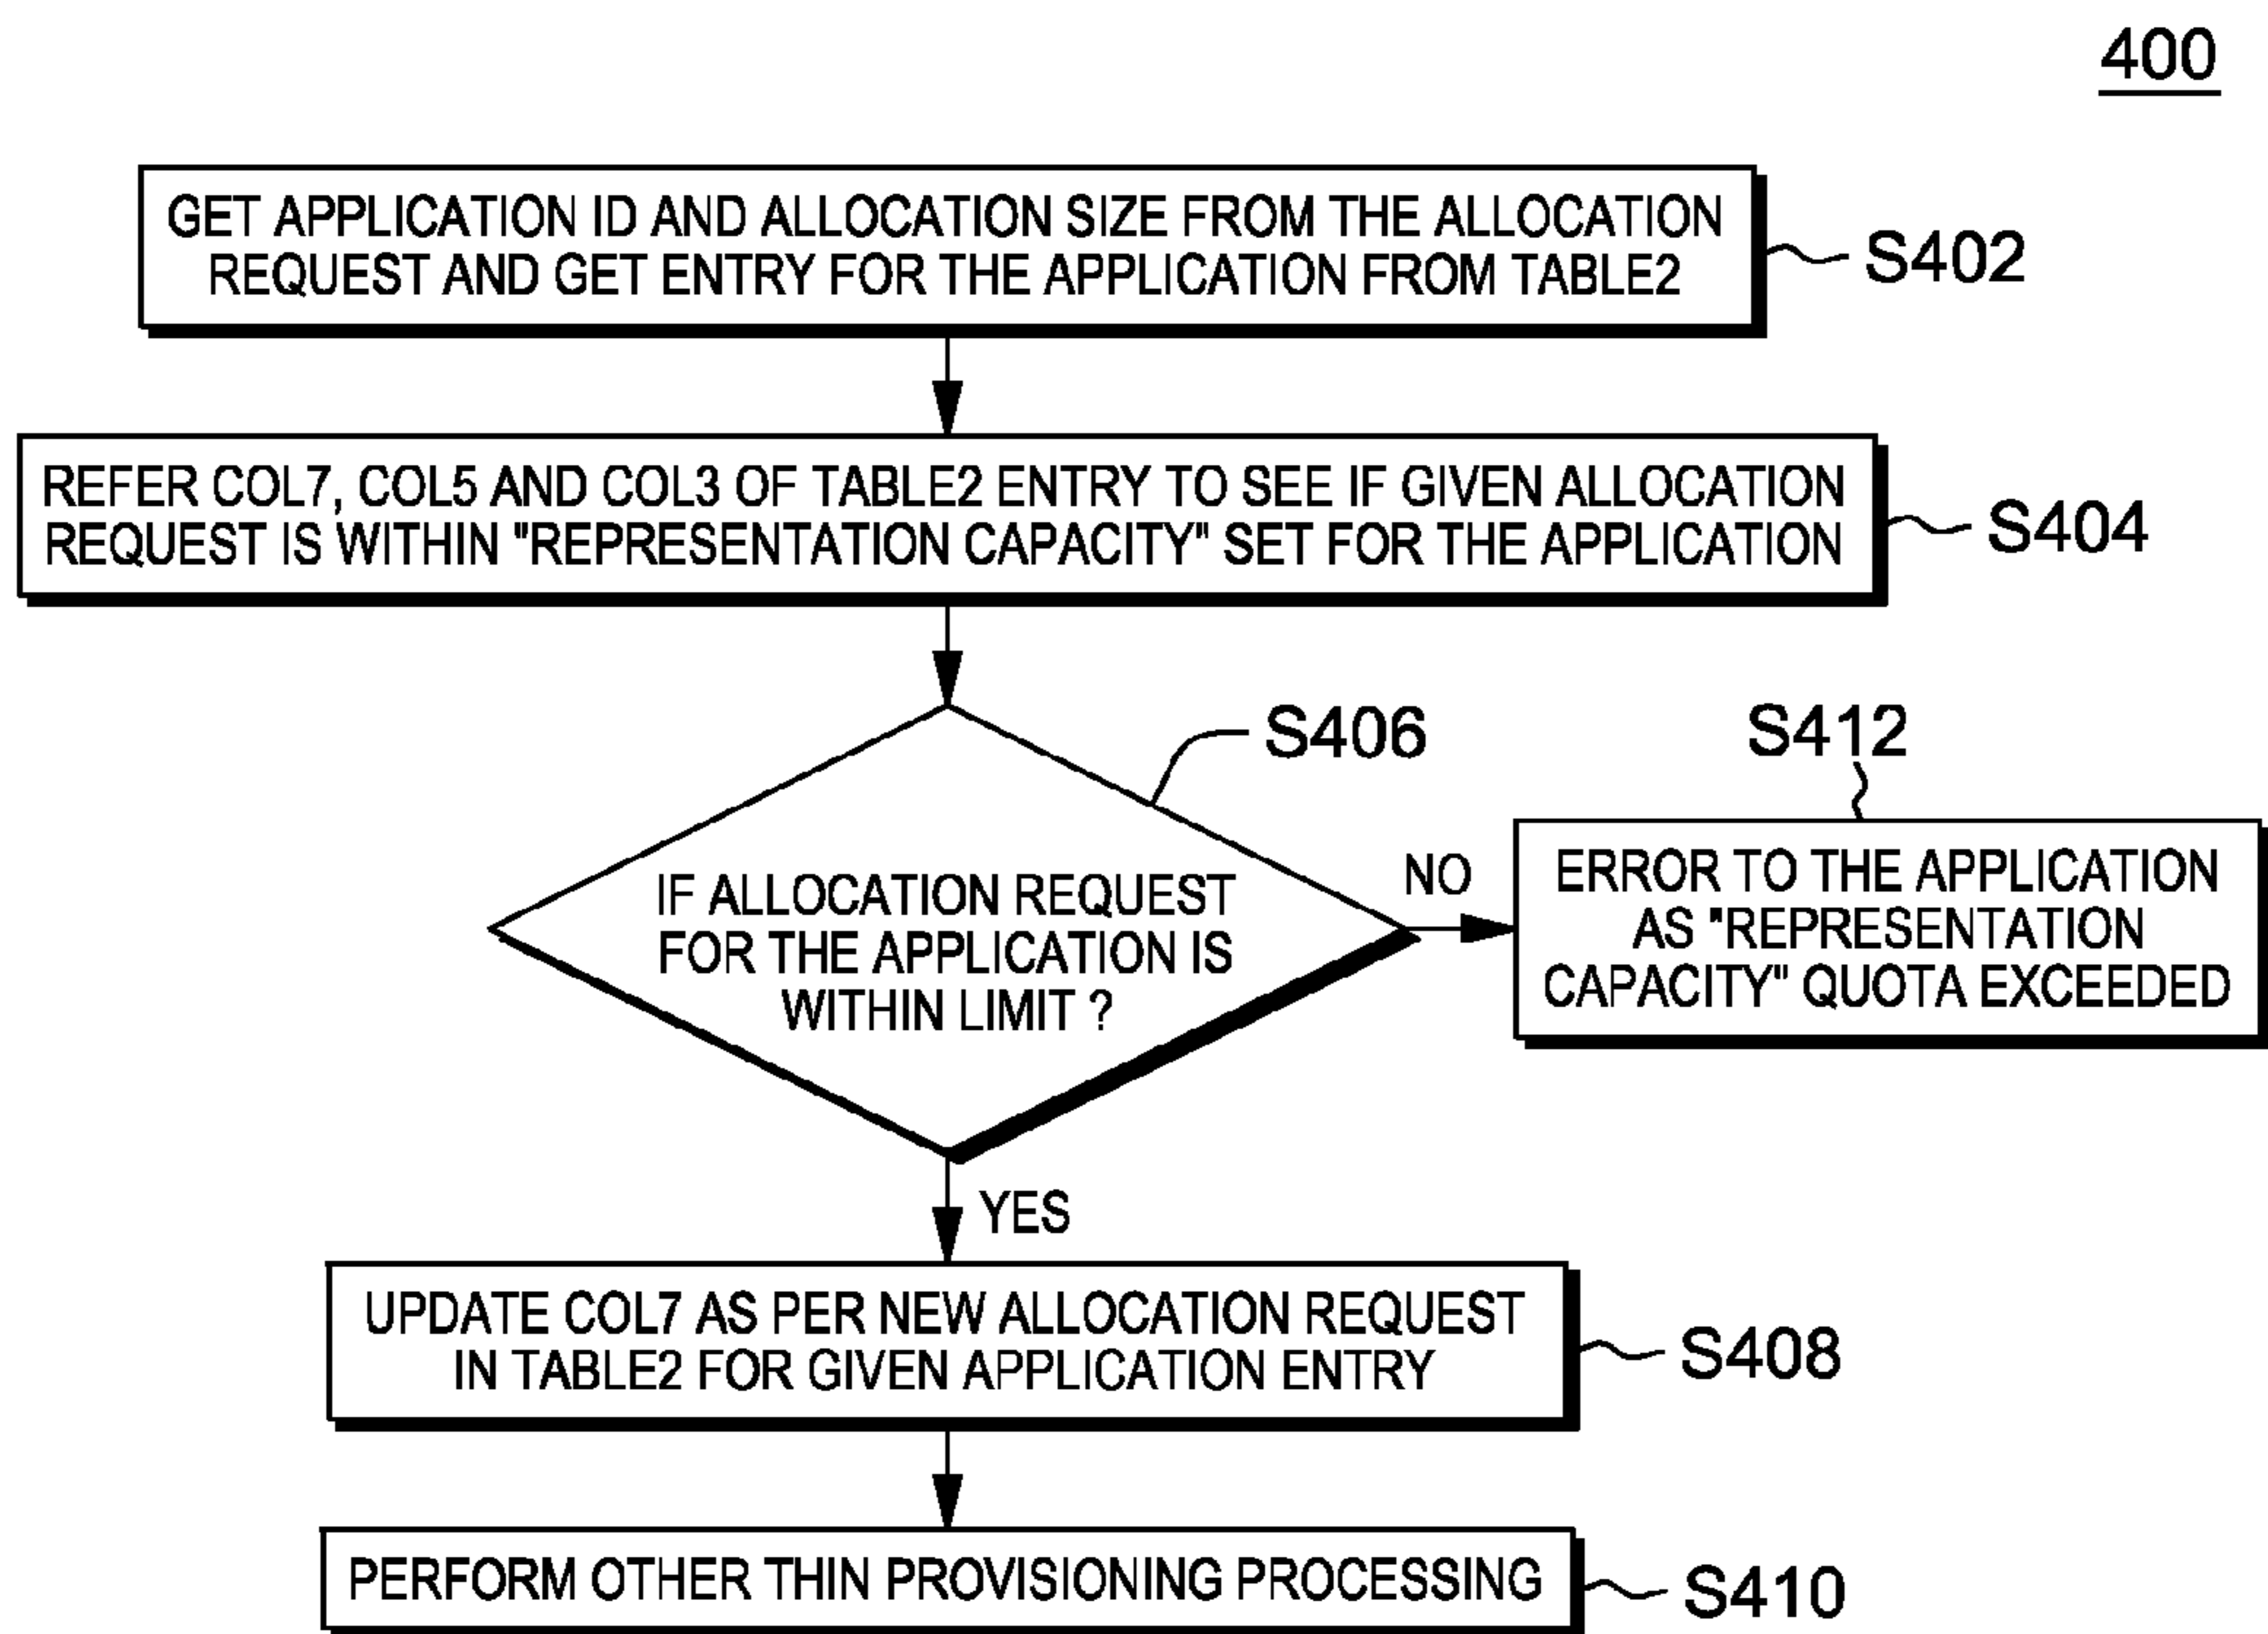 400
GET APPLICATION ID AND ALLOCATION SIZE FROM THE ALLOCATION
REQUEST AND GET ENTRY FOR THE APPLICATION FROM TABLE2
S402
REFER COL7, COL5 AND COL3 OF TABLE2 ENTRY TO SEE IF GIVEN ALLOCATION
REQUEST IS WITHIN "REPRESENTATION CAPACITY" SET FOR THE APPLICATION
S404
S406
IF ALLOCATION REQUEST
FOR THE APPLICATION IS
WITHIN LIMIT ?
NO
S412
ERROR TO THE APPLICATION
AS "REPRESENTATION
CAPACITY" QUOTA EXCEEDED
YES
UPDATE COL7 AS PER NEW ALLOCATION REQUEST
IN TABLE2 FOR GIVEN APPLICATION ENTRY
S408
PERFORM OTHER THIN PROVISIONING PROCESSING
S410